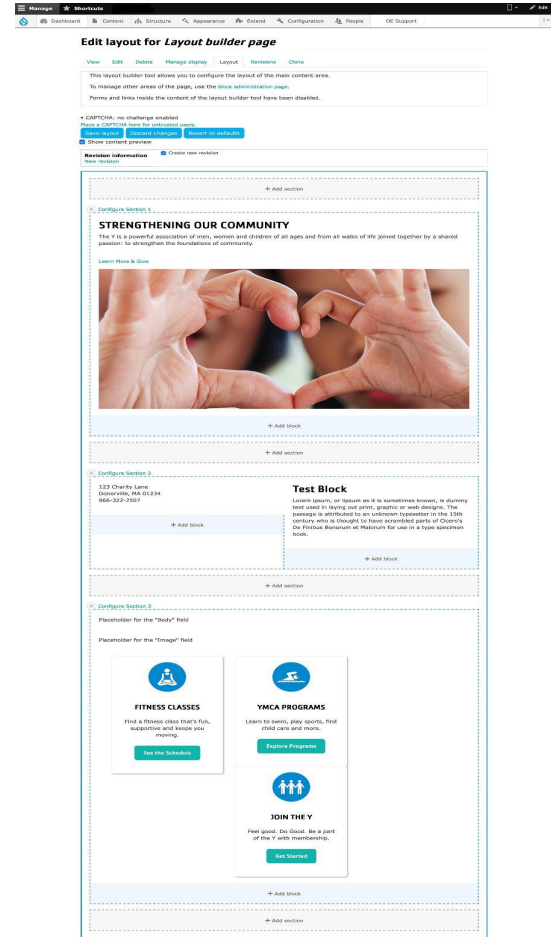 Manage Shortcuts Edit
Dashboard Content Structure Appearance Extend Configuration People OE Support
Edit layout for Layout builder page
View Edit Delete Manage display Layout Revisions Clone
This layout builder tool allows you to configure the layout of the main content area.
To manage other areas of the page, use the block administration page.
Forms and links inside the content of the layout builder tool have been disabled.
CAPTCHA: no challenge enabled
Place a CAPTCHA here for untrusted users.
Save layout Discard changes Revert to defaults
Show content preview
Revision information Create new revision
New revision
+ Add section
Configure Section 1
STRENGTHENING OUR COMMUNITY
The Y is a powerful association of men, women and children of all ages and from all walks of life joined together by a shared
passion: to strengthen the foundations of community.
Learn More & Give
+ Add block
+ Add section
Configure Section 2
123 Charity Lane
Donorville, MA 01234
866-322-2507
+ Add block
Test Block
Lorem ipsum, or lipsum as it is sometimes known, is dummy
text used in laying out print, graphic or web designs. The
passage is attributed to an unknown typesetter in the 15th
century who is thought to have scrambled parts of Cicero's
De Finibus Bonorum et Malorum for use in a type specimen
book.
+ Add block
+ Add section
Configure Section 3
Placeholder for the "Body" field
Placeholder for the "Image" field
FITNESS CLASSES
Find a fitness class that's fun,
supportive and keeps you
moving.
See the Schedule
YMCA PROGRAMS
Learn to swim, play sports, find
child care and more.
Explore Programs
JOIN THE Y
Feel good. Do Good. Be a part
of the Y with membership.
Get Started
+ Add block
+ Add section